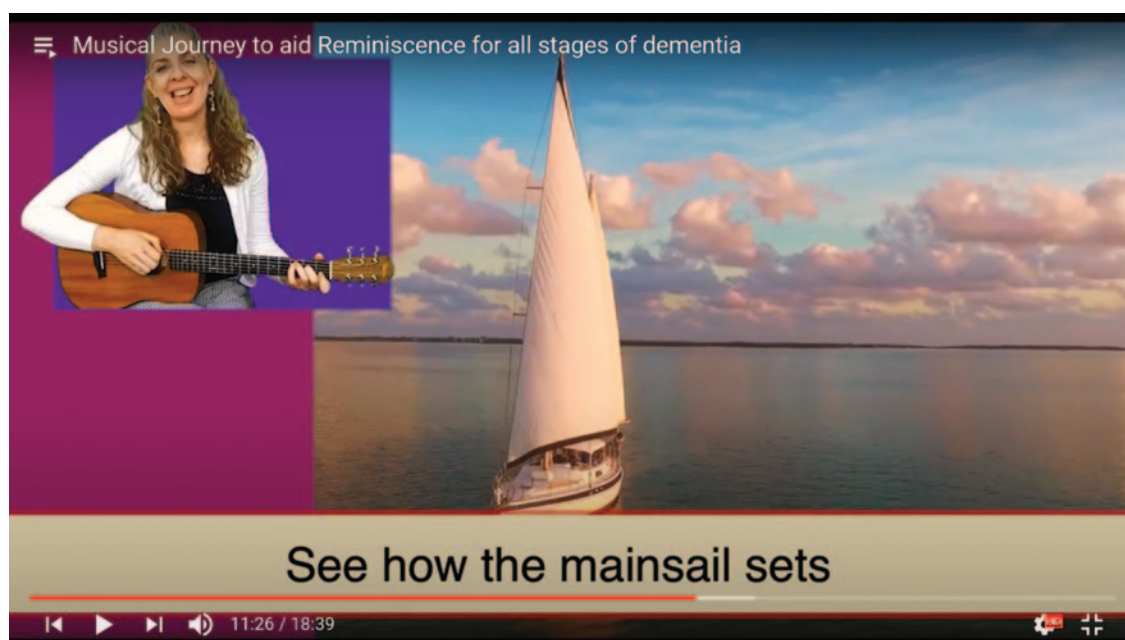 Musical Journey to aid Reminiscence for all stages of dementia
See how the mainsail sets
11:26 / 18:39
HD